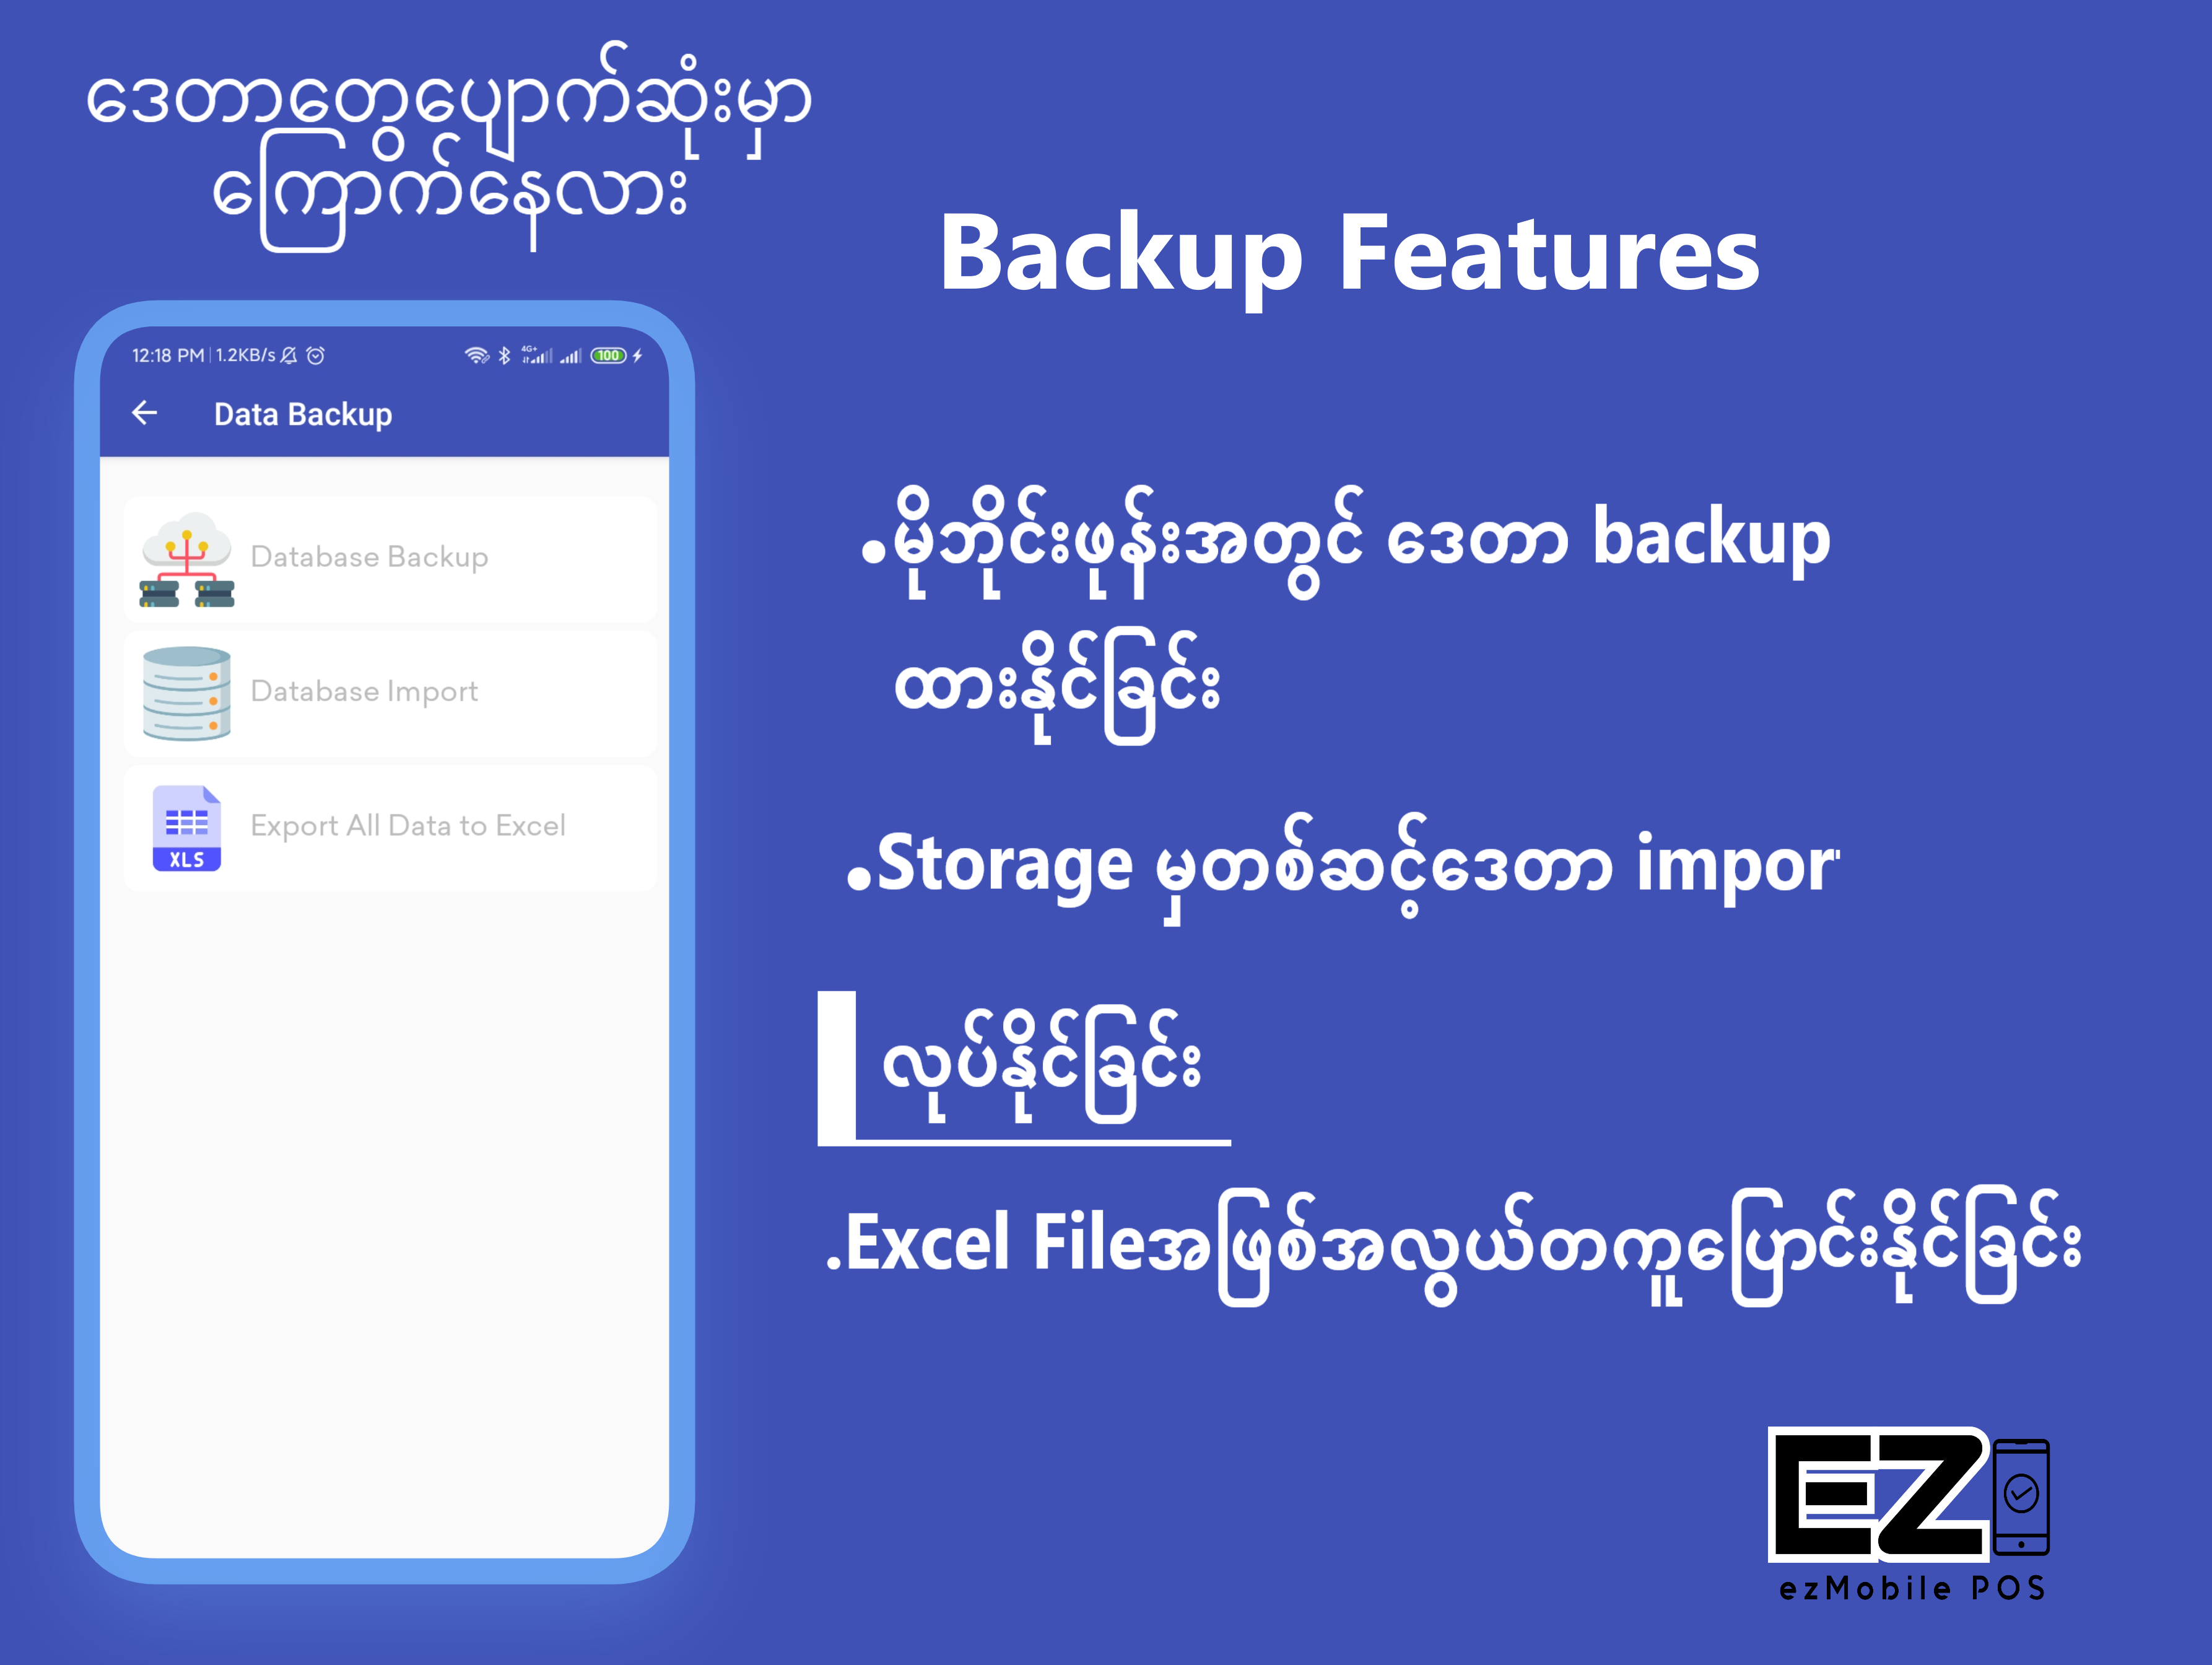 ဒေတာတွေပျောက်ဆုံးမှာ
ကြောက်နေလား
Backup Features
12:18 PM | 1.2KB/s
4G+
100
Data Backup
Database Backup
Database Import
Export All Data to Excel
XLS
.မိုဘိုင်းဖုန်းအတွင် ဒေတာ backup
ထားနိုင်ခြင်း
.Storage မှတစ်ဆင့်ဒေတာ impor
လုပ်နိုင်ခြင်း
.Excel Fileအဖြစ်အလွယ်တကူပြောင်းနိုင်ခြင်း
EZ
ezMobile POS